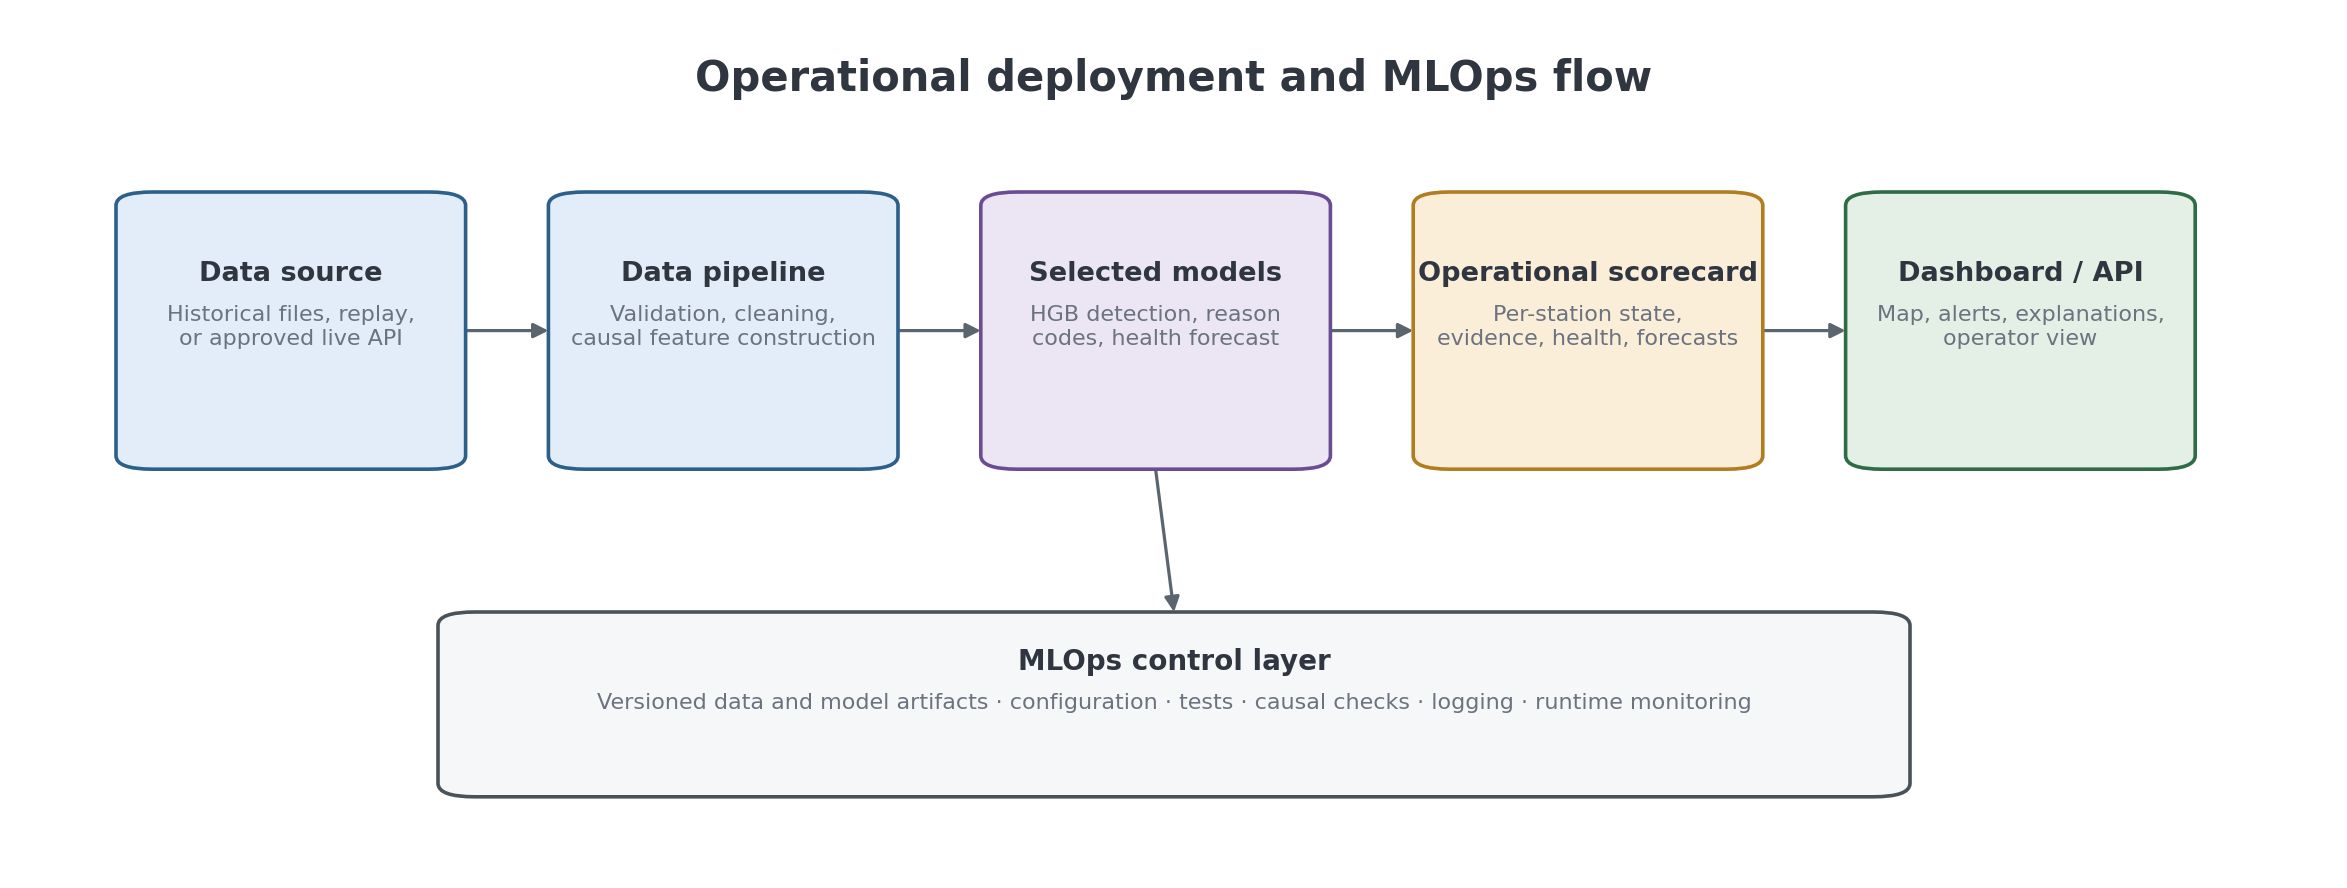 Operational deployment and MLOps flow
Data source
Historical files, replay,
or approved live API
Data pipeline
Validation, cleaning,
causal feature construction
Selected models
HGB detection, reason
codes, health forecast
Operational scorecard
Per-station state,
evidence, health, forecasts
Dashboard / API
Map, alerts, explanations,
operator view
MLOps control layer
Versioned data and model artifacts · configuration · tests · causal checks · logging · runtime monitoring